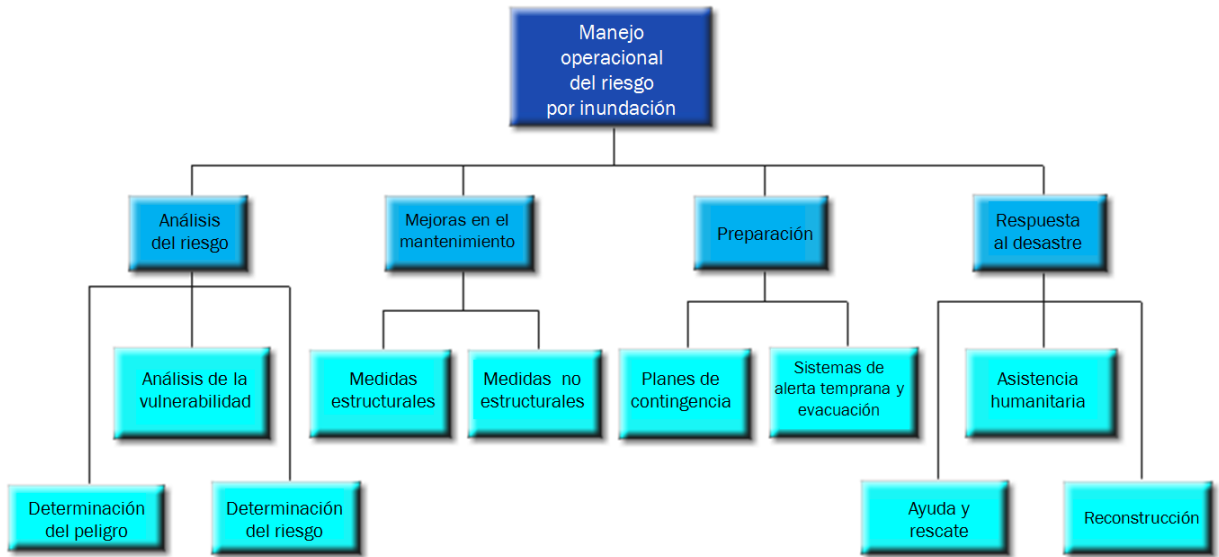 Manejo
operacional
del riesgo
por inundación
Análisis
del riesgo
Mejoras en el
mantenimiento
Preparación
Respuesta
al desastre
Análisis de la
vulnerabilidad
Medidas
estructurales
Medidas no
estructurales
Planes de
contingencia
Sistemas de
alerta temprana y
evacuación
Asistencia
humanitaria
Determinación
del peligro
Determinación
del riesgo
Ayuda y
rescate
Reconstrucción